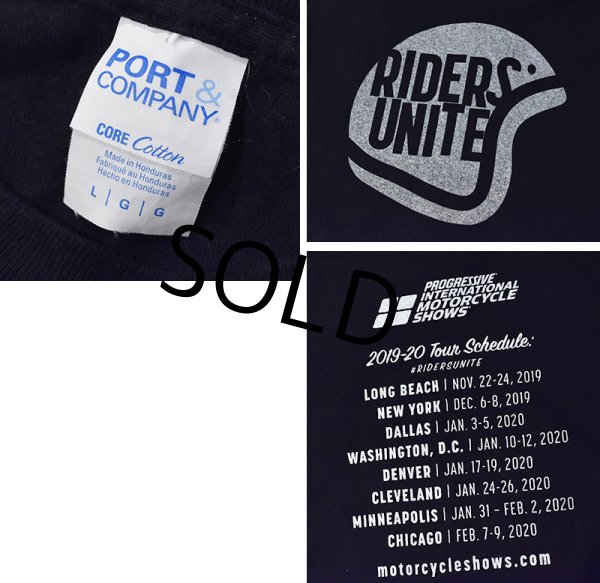 PORT &
COMPANY®
CORE Cotton
Made in Honduras
Fabriqué au Honduras
Hecho en Honduras
L | G | G
RIDERS
UNITE
SOLD
PROGRESSIVE®
INTERNATIONAL
MOTORCYCLE
SHOWS®
2019-20 Tour Schedule:
#RIDERSUNITE
LONG BEACH | NOV. 22-24, 2019
NEW YORK | DEC. 6-8, 2019
DALLAS | JAN. 3-5, 2020
WASHINGTON, D.C. | JAN. 10-12, 2020
DENVER | JAN. 17-19, 2020
CLEVELAND | JAN. 24-26, 2020
MINNEAPOLIS | JAN. 31 – FEB. 2, 2020
CHICAGO | FEB. 7-9, 2020
motorcycleshows.com